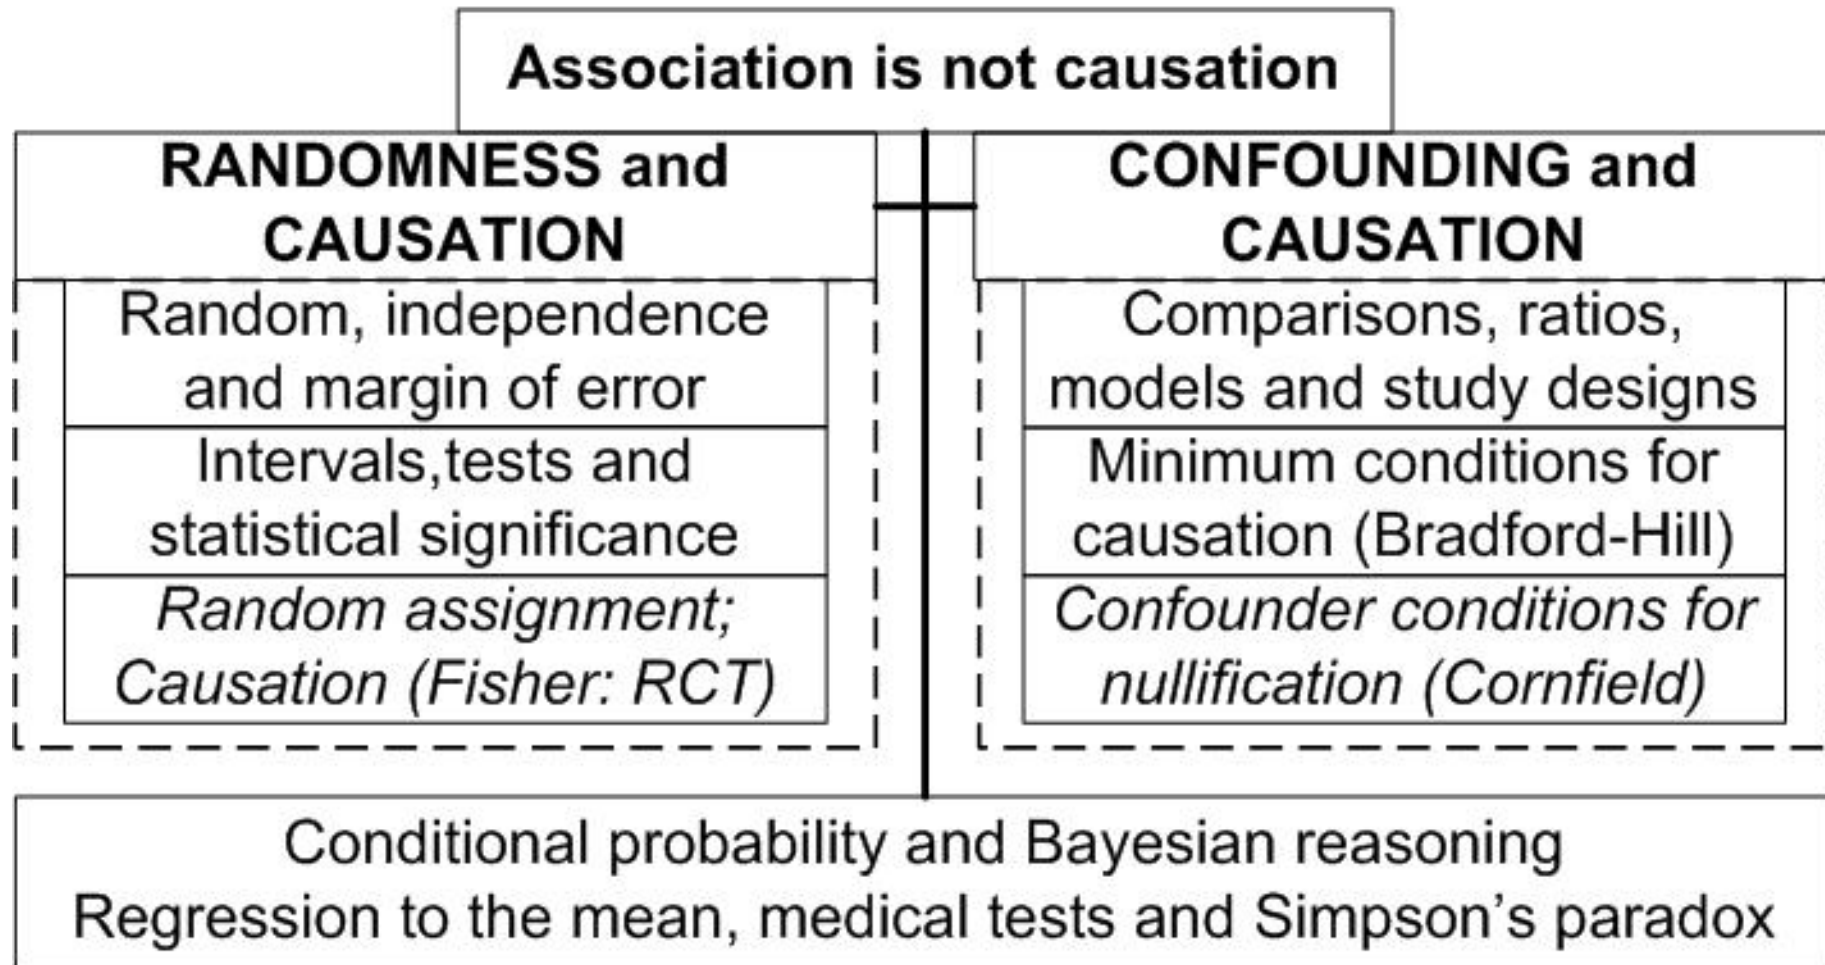 Association is not causation
RANDOMNESS and
CAUSATION
Random, independence
and margin of error
Intervals,tests and
statistical significance
Random assignment;
Causation (Fisher: RCT)
CONFOUNDING and
CAUSATION
Comparisons, ratios,
models and study designs
Minimum conditions for
causation (Bradford-Hill)
Confounder conditions for
nullification (Cornfield)
Conditional probability and Bayesian reasoning
Regression to the mean, medical tests and Simpson’s paradox